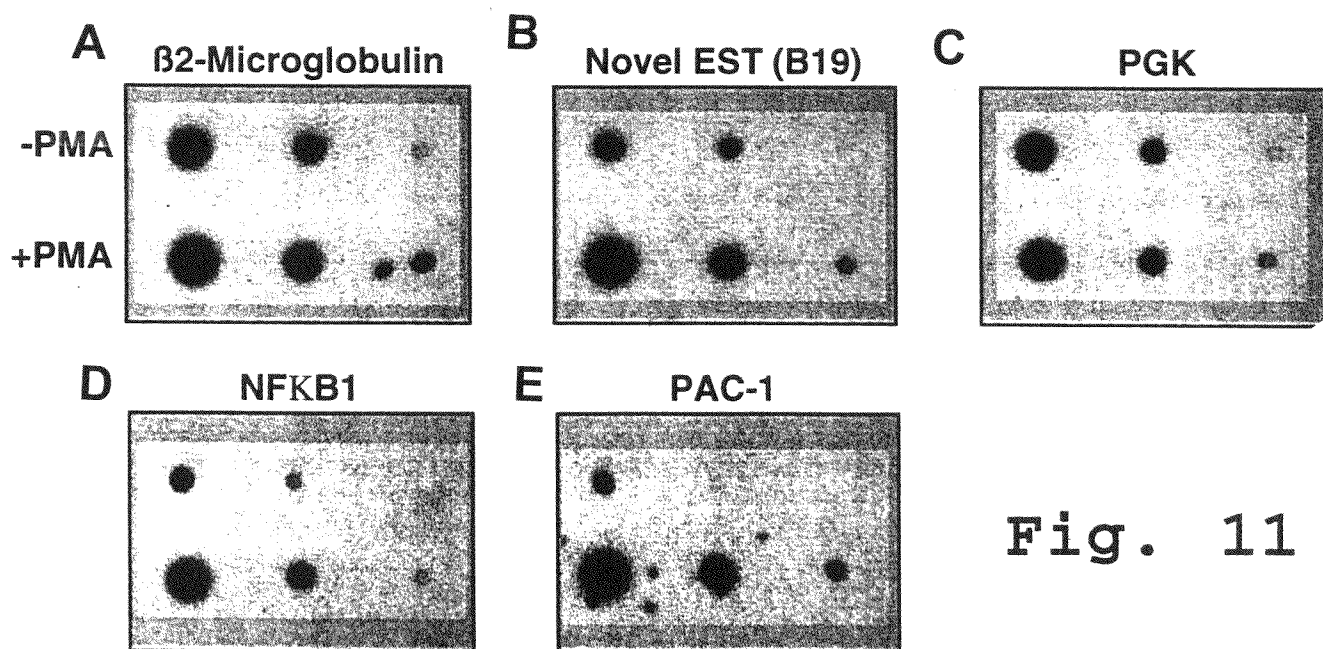 A
ß2-Microglobulin
B
Novel EST (B19)
C
PGK
-PMA
+PMA
D
NFKB1
E
PAC-1
Fig. 11